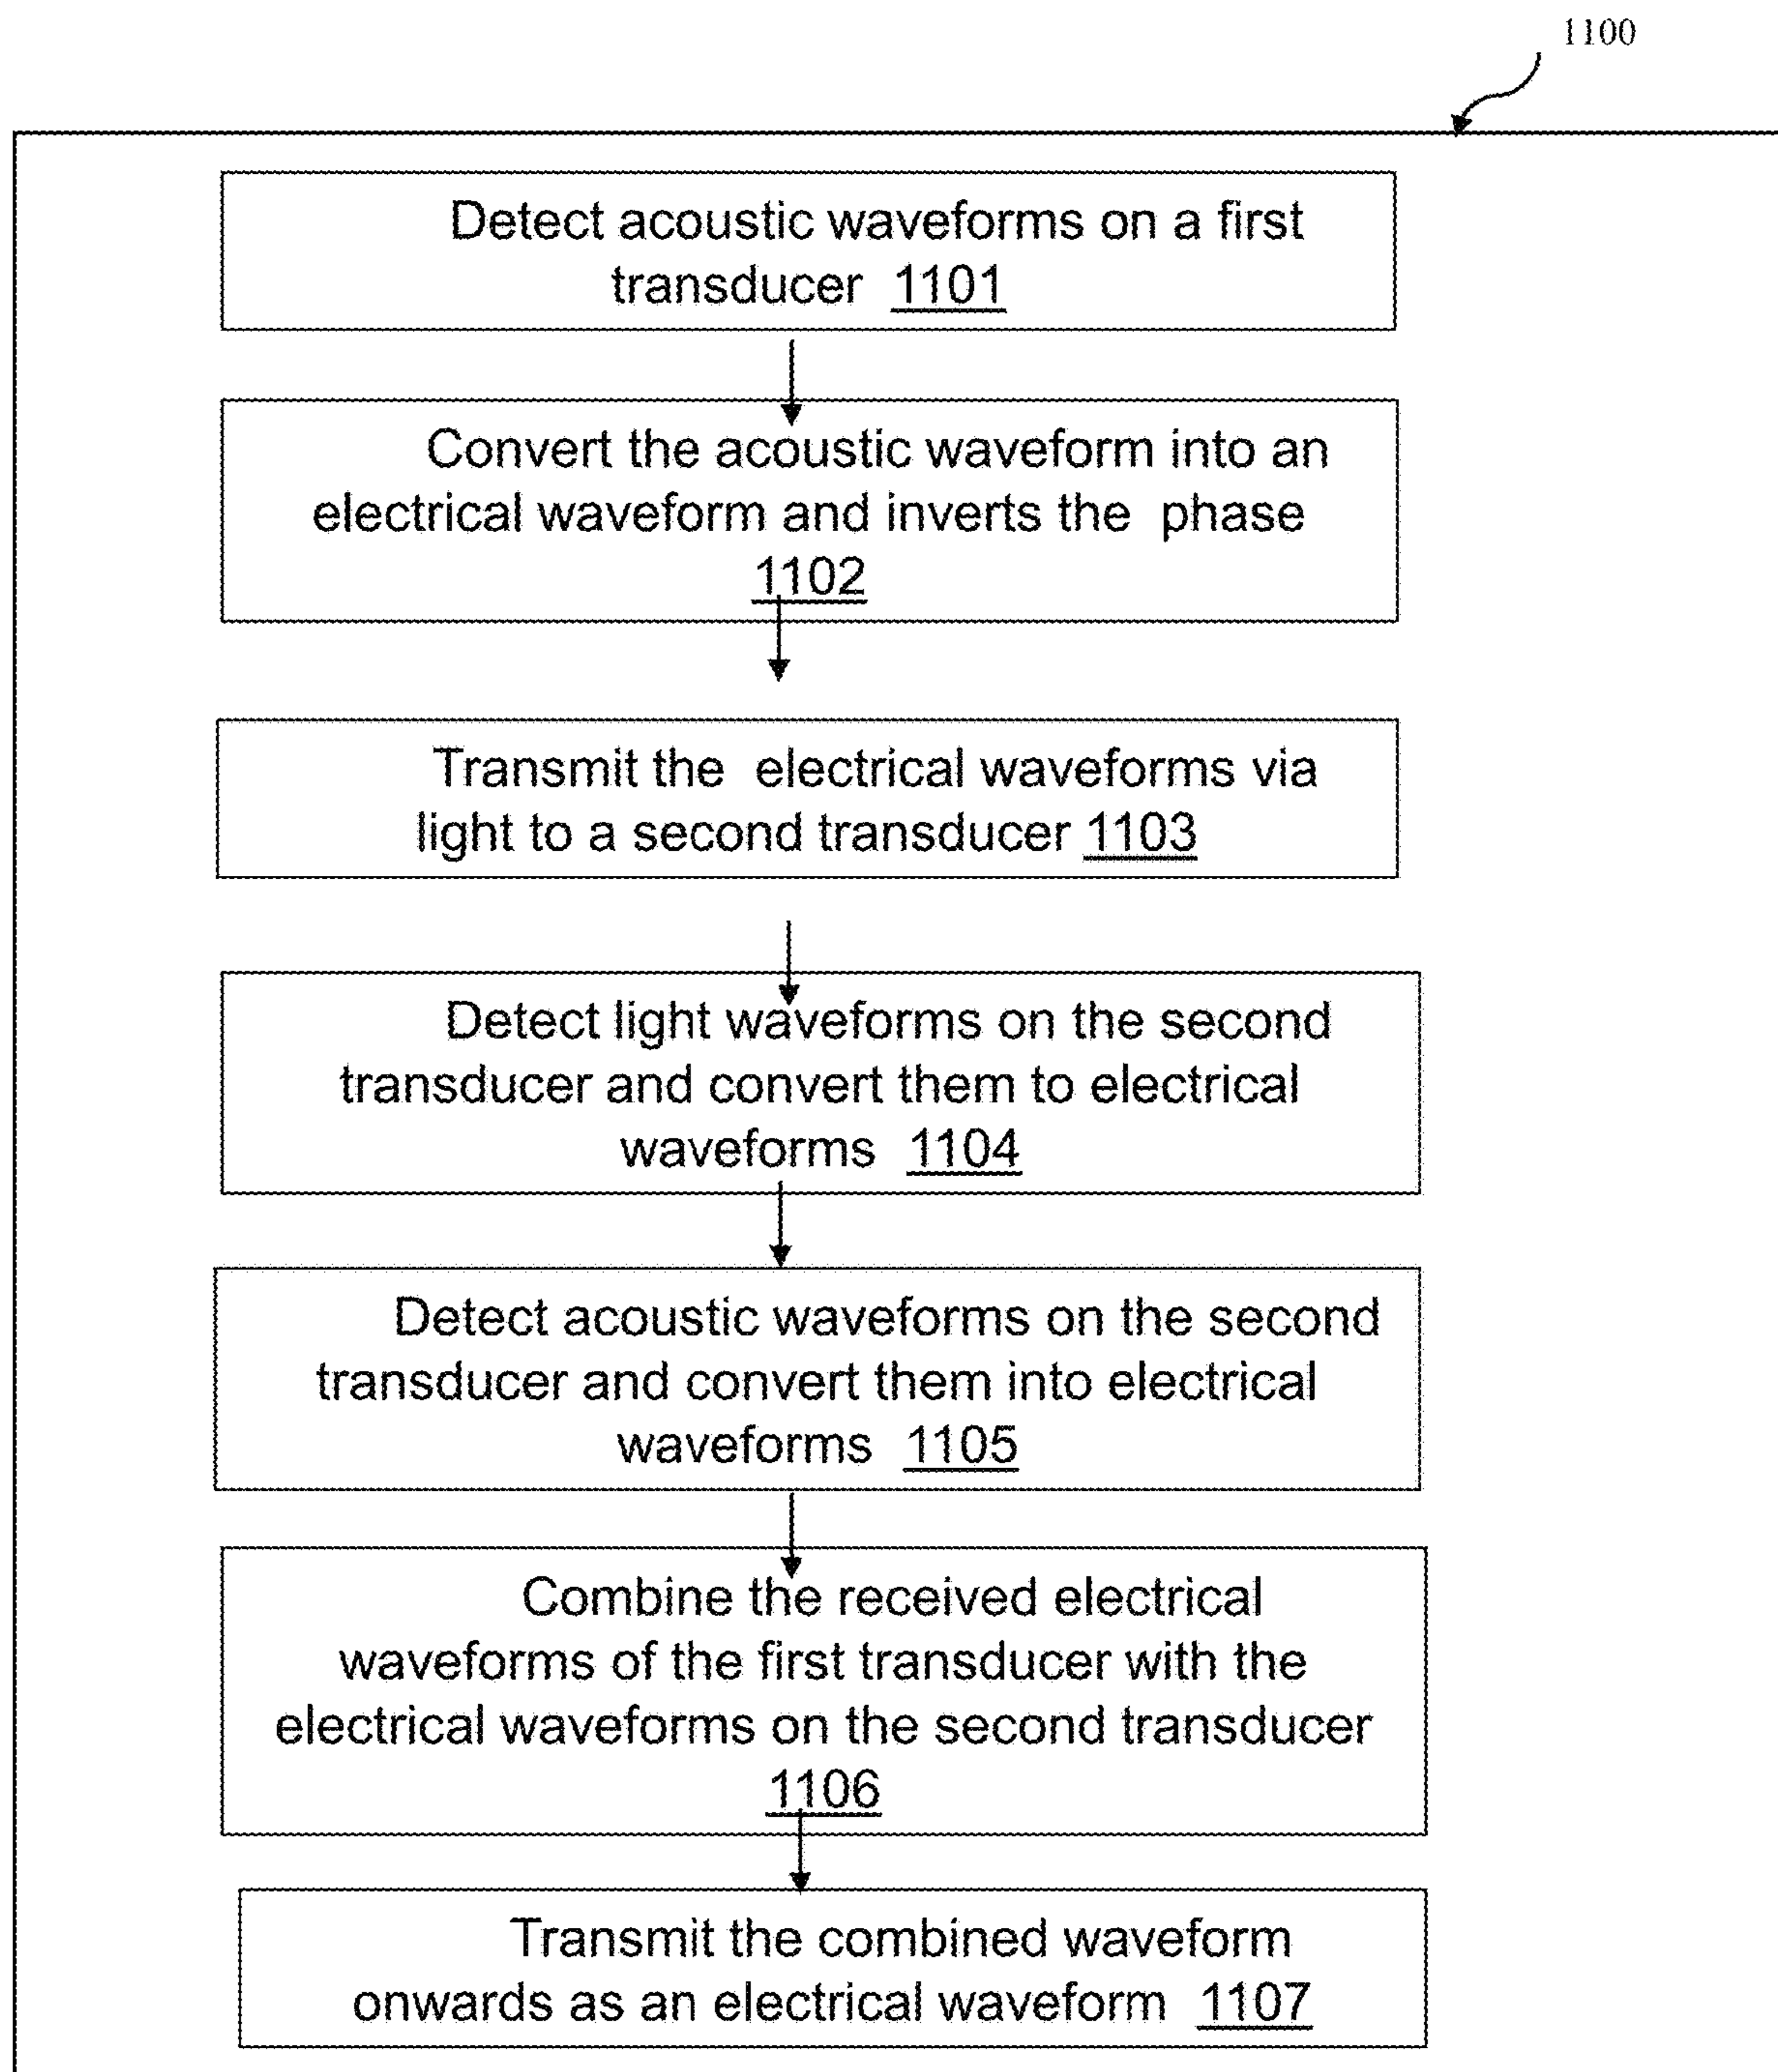 1100
Detect acoustic waveforms on a first
transducer 1101
Convert the acoustic waveform into an
electrical waveform and inverts the phase
1102
Transmit the electrical waveforms via
light to a second transducer 1103
Detect light waveforms on the second
transducer and convert them to electrical
waveforms 1104
Detect acoustic waveforms on the second
transducer and convert them into electrical
waveforms 1105
Combine the received electrical
waveforms of the first transducer with the
electrical waveforms on the second transducer
1106
Transmit the combined waveform
onwards as an electrical waveform 1107